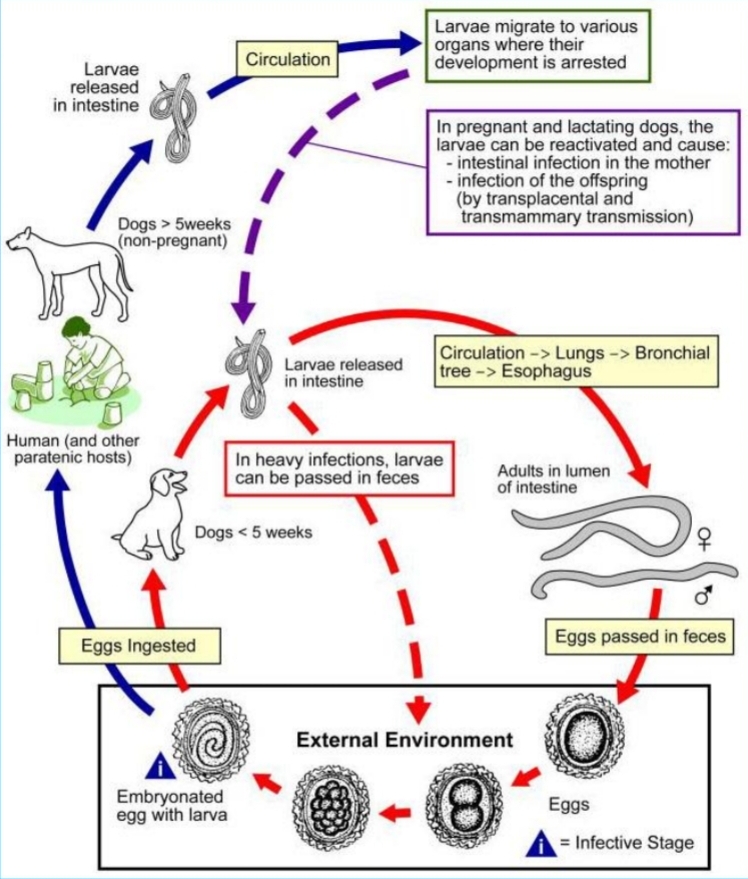 Larvae migrate to various
organs where their
development is arrested
Circulation
Larvae
released
in intestine
In pregnant and lactating dogs, the
larvae can be reactivated and cause:
- intestinal infection in the mother
- infection of the offspring
(by transplacental and
transmammary transmission)
Dogs > 5weeks
(non-pregnant)
Larvae released
in intestine
Circulation –> Lungs –> Bronchial
tree –> Esophagus
Human (and other
paratenic hosts)
In heavy infections, larvae
can be passed in feces
Adults in lumen
of intestine
♀
Dogs < 5 weeks
♂
Eggs Ingested
Eggs passed in feces
External Environment
i
Embryonated
egg with larva
Eggs
i = Infective Stage